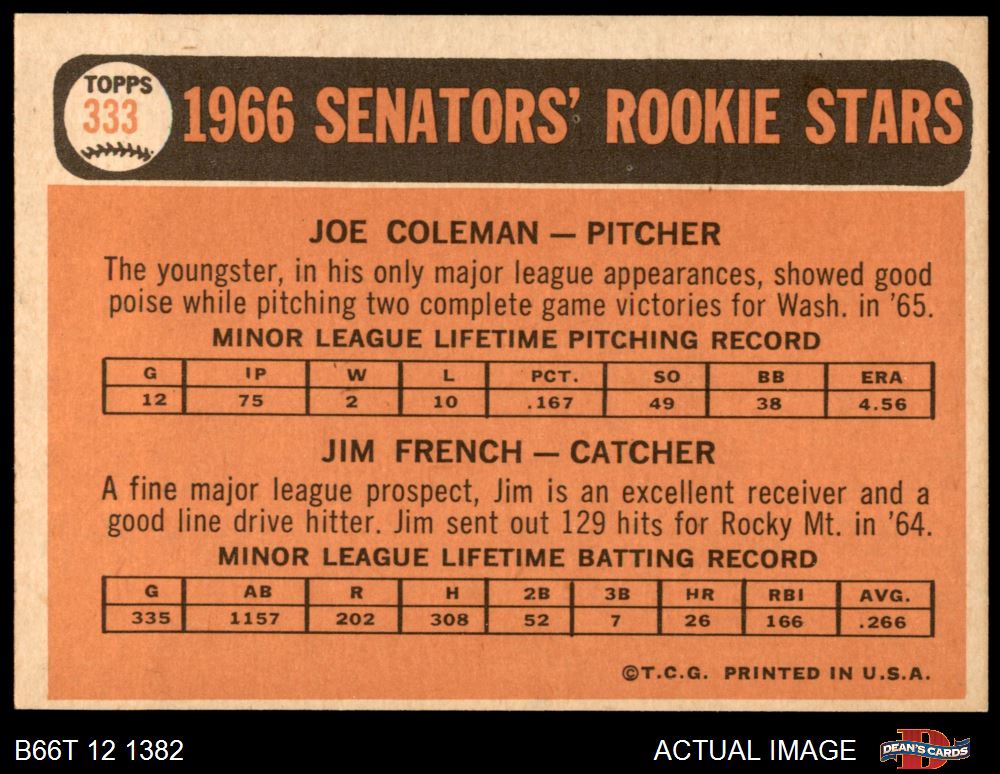 TOPPS
333
1966 SENATORS' ROOKIE STARS
JOE COLEMAN — PITCHER
The youngster, in his only major league appearances, showed good
poise while pitching two complete game victories for Wash. in '65.
MINOR LEAGUE LIFETIME PITCHING RECORD
G IP W L PCT. SO BB ERA
12 75 2 10 .167 49 38 4.56
JIM FRENCH — CATCHER
A fine major league prospect, Jim is an excellent receiver and a
good line drive hitter. Jim sent out 129 hits for Rocky Mt. in '64.
MINOR LEAGUE LIFETIME BATTING RECORD
G AB R H 2B 3B HR RBI AVG.
335 1157 202 308 52 7 26 166 .266
©T.C.G. PRINTED IN U.S.A.
B66T 12 1382
ACTUAL IMAGE
D
DEAN'S CARDS